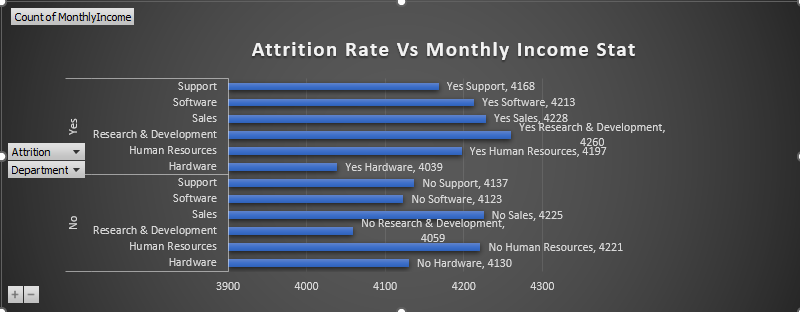 Count of MonthlyIncome
Attrition Rate Vs Monthly Income Stat
Yes
Support
Yes Support, 4168
Software
Yes Software, 4213
Sales
Yes Sales, 4228
Research & Development
Yes Research & Development,
4260
Human Resources
Yes Human Resources, 4197
Hardware
Yes Hardware, 4039
Attrition
Department
No
Support
No Support, 4137
Software
No Software, 4123
Sales
No Sales, 4225
Research & Development
No Research & Development,
4059
Human Resources
No Human Resources, 4221
Hardware
No Hardware, 4130
3900 4000 4100 4200 4300
+ −